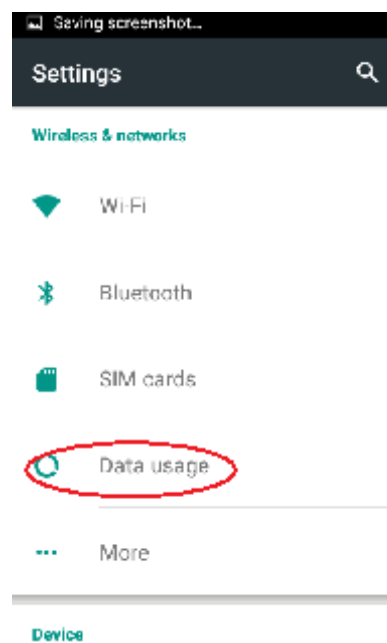 Saving screenshot...
Settings
Wireless & networks
Wi-Fi
Bluetooth
SIM cards
Data usage
More
Device